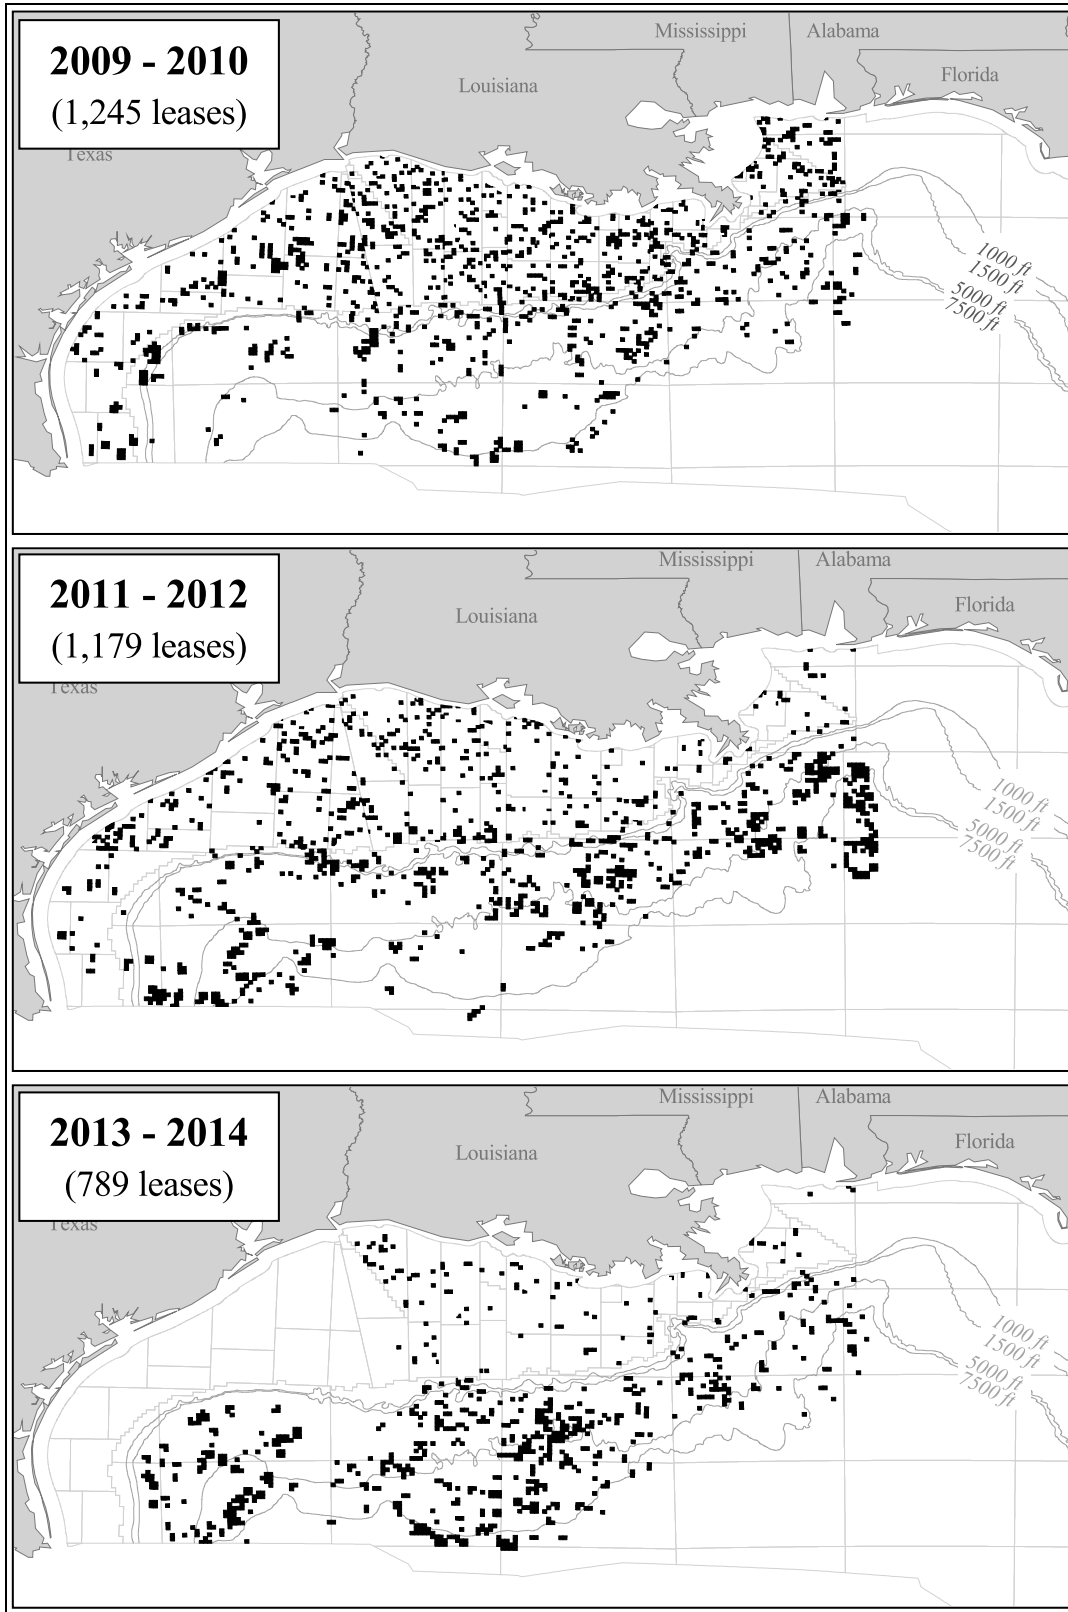 2009 - 2010
(1,245 leases)
Mississippi
Alabama
Louisiana
Florida
Texas
1000 ft
1500 ft
5000 ft
7500 ft
2011 - 2012
(1,179 leases)
Mississippi
Alabama
Louisiana
Florida
Texas
1000 ft
1500 ft
5000 ft
7500 ft
2013 - 2014
(789 leases)
Mississippi
Alabama
Louisiana
Florida
Texas
1000 ft
1500 ft
5000 ft
7500 ft